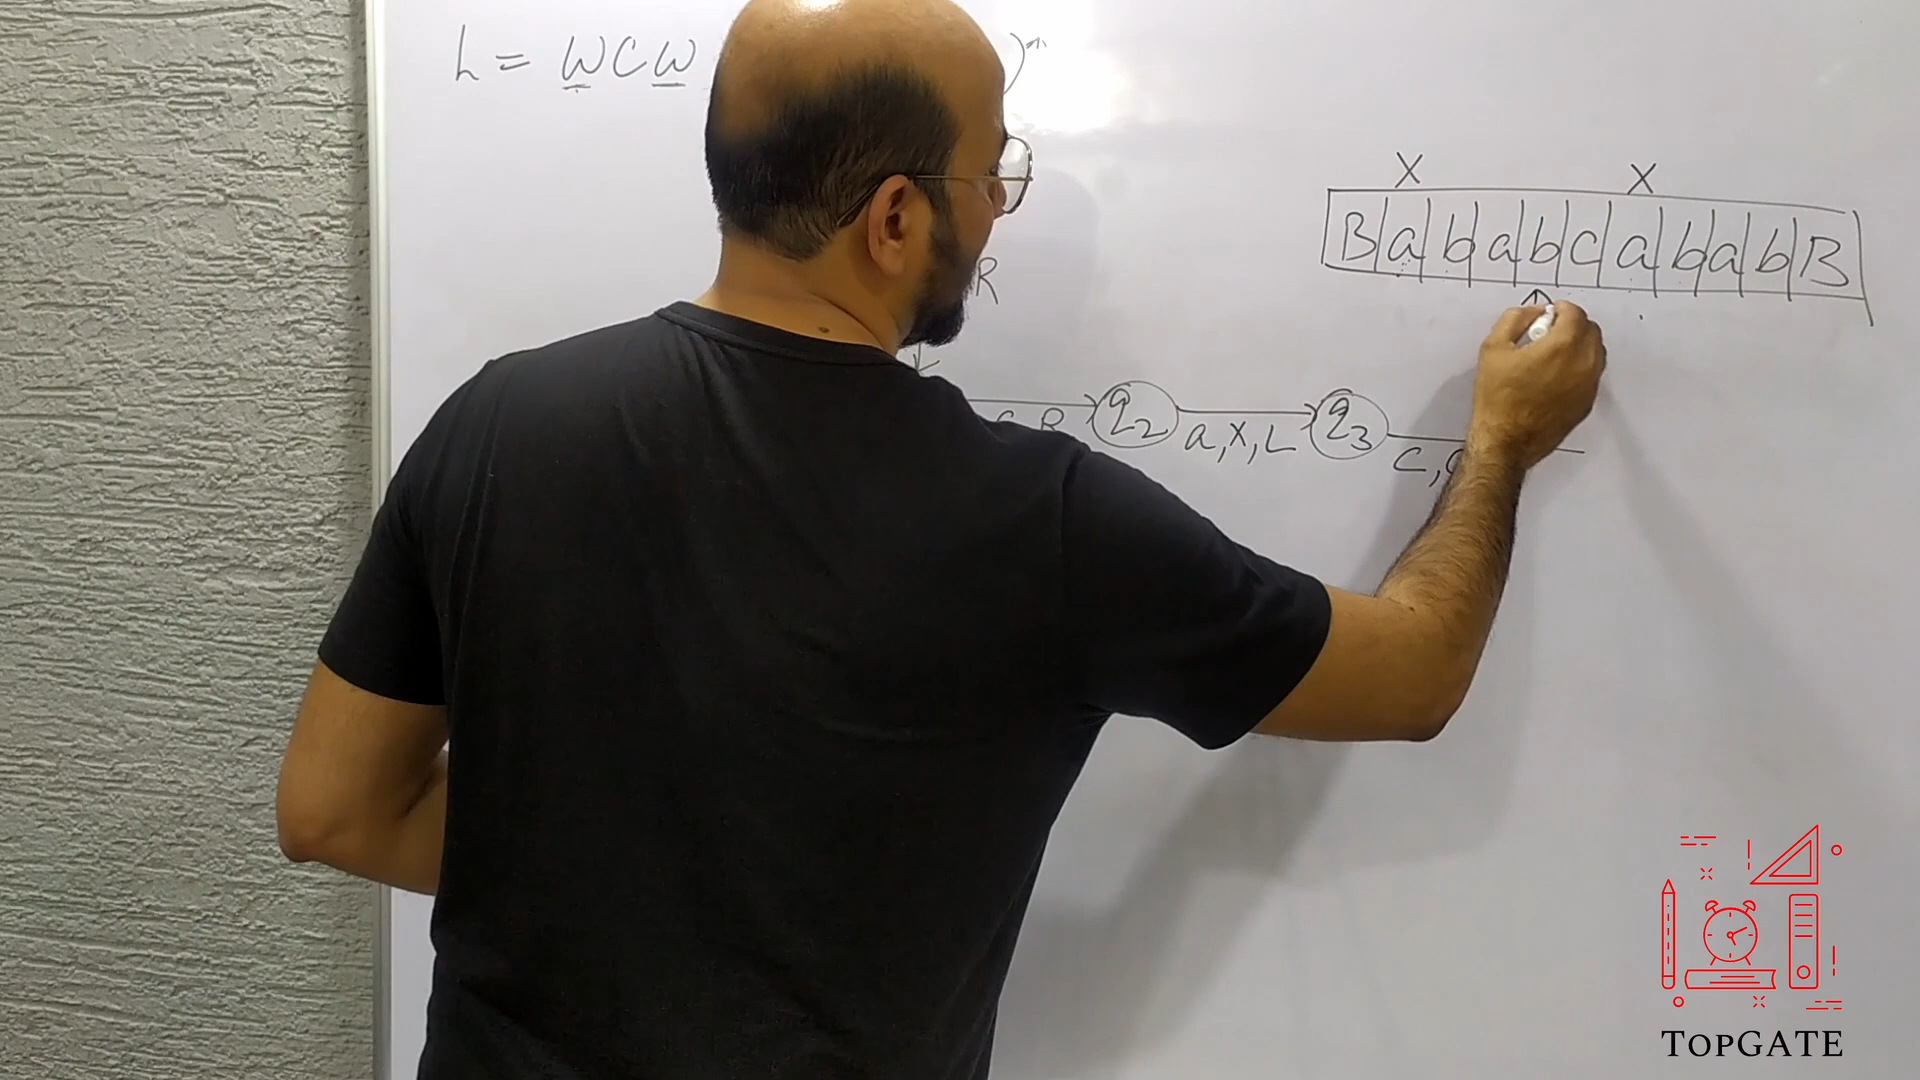 L = wCw )*
X X
B a b a b c a b a b B
R
R q2 a,X,L q3 C,
TOPGATE